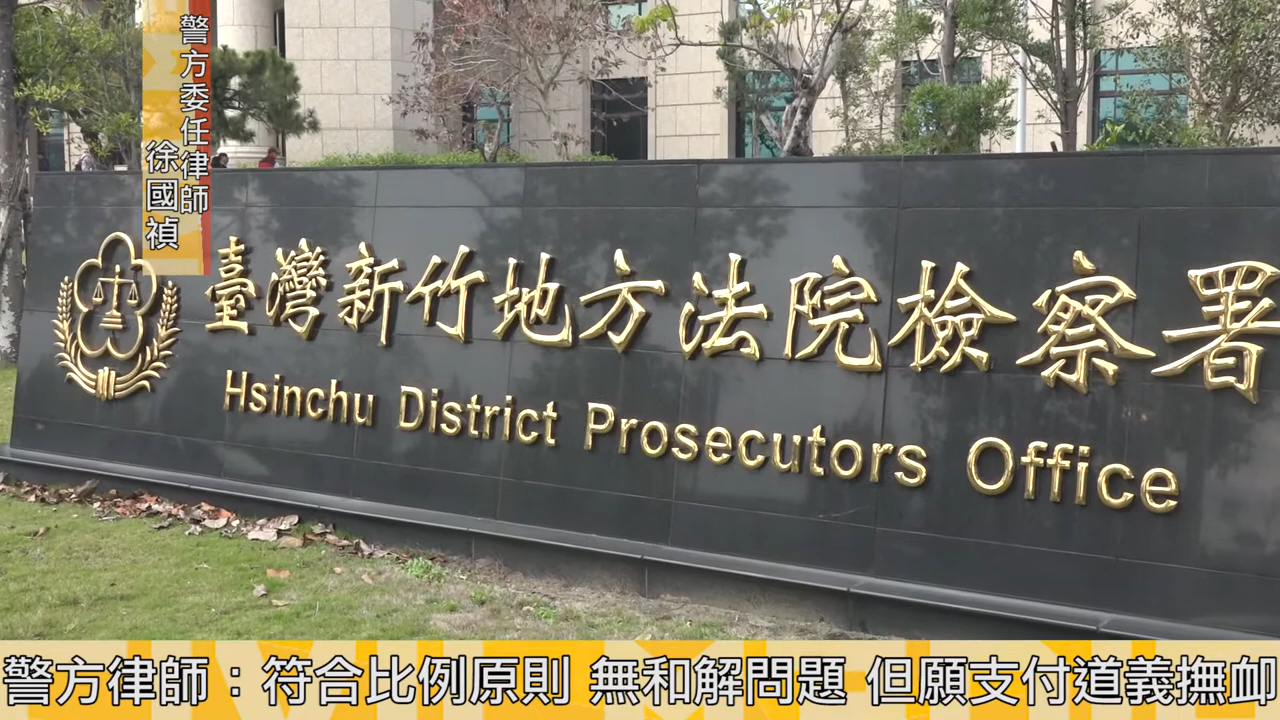 警方委任律師
徐國禎
臺灣新竹地方法院檢察署
Hsinchu District Prosecutors Office
警方律師：符合比例原則 無和解問題 但願支付道義撫卹